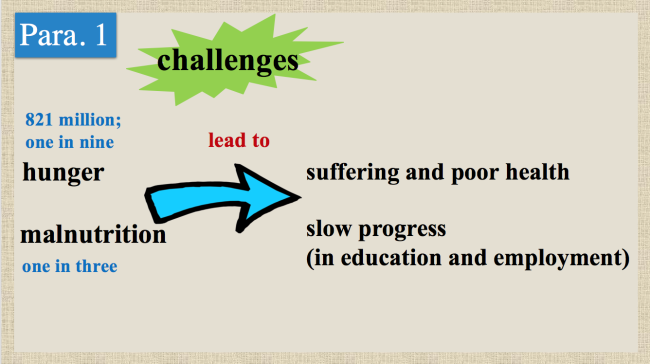 Para. 1
challenges
821 million;
one in nine
lead to
hunger
suffering and poor health
malnutrition
slow progress
(in education and employment)
one in three